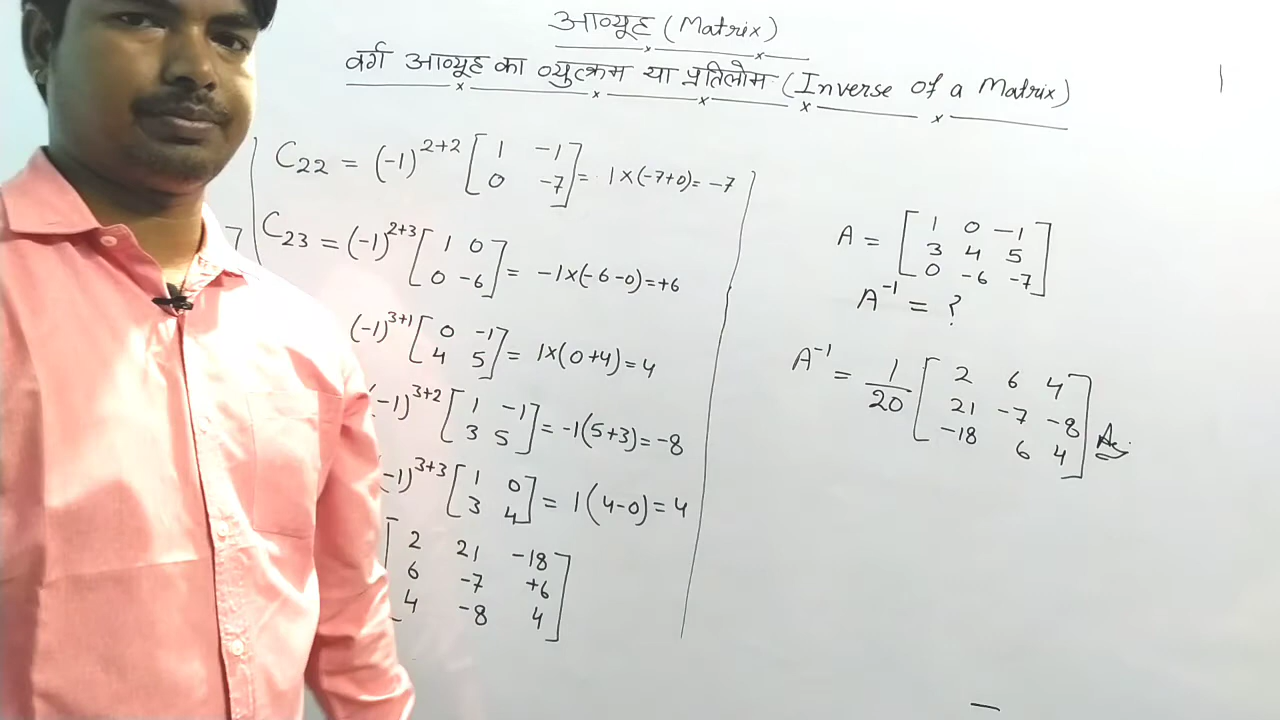 आव्यूह (Matrix)
वर्ग आव्यूह का व्युत्क्रम या प्रतिलोम (Inverse of a Matrix)
C₂₂ = (-1)²⁺² [1 -1
0 -7] = 1×(-7+0) = -7
7
C₂₃ = (-1)²⁺³ [1 0
0 -6] = -1×(-6-0) = +6
(-1)³⁺¹ [0 -1
4 5] = 1×(0+4) = 4
(-1)³⁺² [1 -1
3 5] = -1(5+3) = -8
(-1)³⁺³ [1 0
3 4] = 1(4-0) = 4
[2 21 -18
6 -7 +6
4 -8 4]
A = [1 0 -1
3 4 5
0 -6 -7]
A⁻¹ = ?
A⁻¹ = 1/20 [2 6 4
21 -7 -8
-18 6 4]